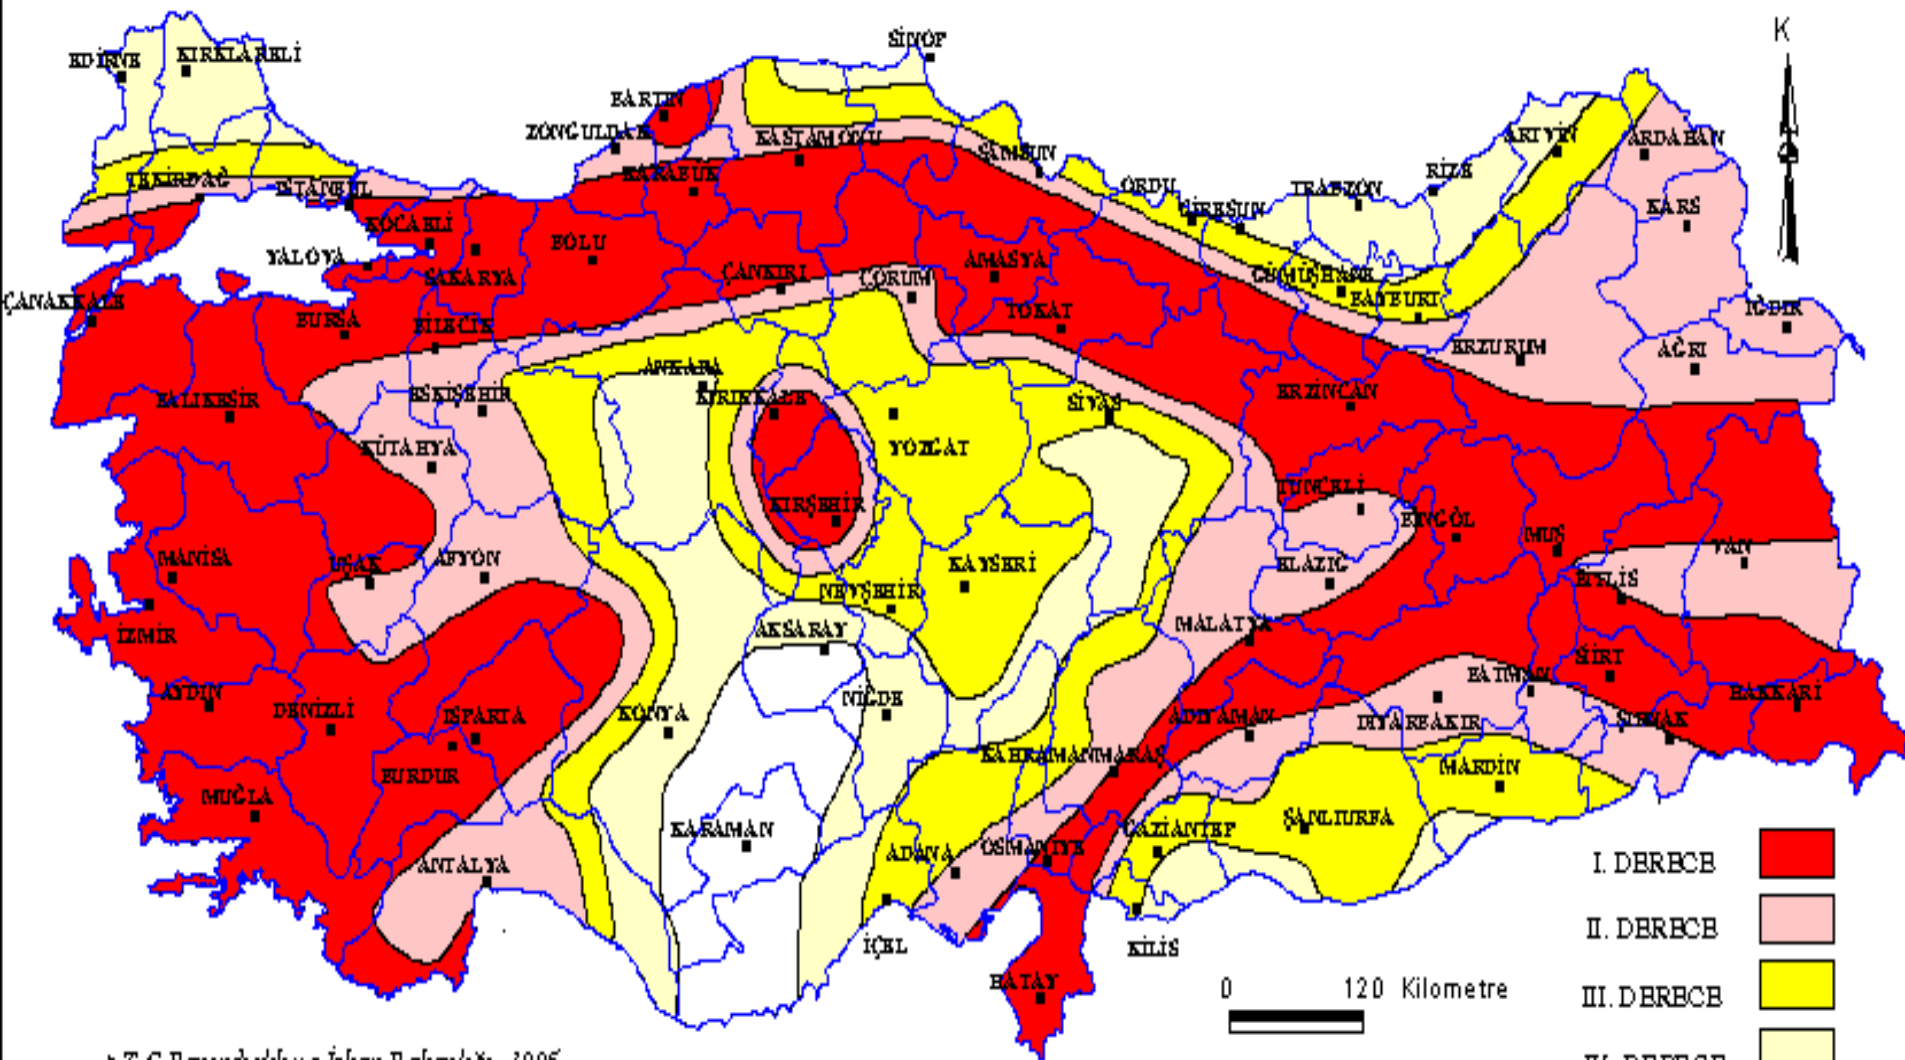 K
SİNOP
EDİRNE
KIRKLARELİ
BARTIN
ZONGULDAK
KASTAMONU
SAMSUN
ARTVİN
ARDAHAN
TEKİRDAĞ
İSTANBUL
KARABÜK
ORDU
TRABZON
RİZE
KARS
KOCAELİ
GİRESUN
YALOVA
BOLU
SAKARYA
ÇANKIRI
ÇORUM
AMASYA
GÜMÜŞHANE
BAYBURT
ÇANAKKALE
BURSA
BİLECİK
TOKAT
IĞDIR
ERZURUM
AĞRI
ANKARA
BALIKESİR
ESKİŞEHİR
KIRIKKALE
SİVAS
ERZİNCAN
KÜTAHYA
YOZGAT
TUNCELİ
KIRŞEHİR
BİNGÖL
MUŞ
VAN
MANİSA
UŞAK
AFYON
KAYSERİ
ELAZIĞ
BİTLİS
NEVŞEHİR
İZMİR
AKSARAY
MALATYA
SİİRT
BATMAN
AYDIN
DENİZLİ
ISPARTA
KONYA
NİĞDE
ADIYAMAN
DİYARBAKIR
ŞIRNAK
HAKKARİ
BURDUR
KAHRAMANMARAŞ
MARDİN
MUĞLA
KARAMAN
GAZİANTEP
ŞANLIURFA
ANTALYA
ADANA
OSMANİYE
İÇEL
KİLİS
HATAY
0 120 Kilometre
I. DERECE
II. DERECE
III. DERECE
IV. DERECE